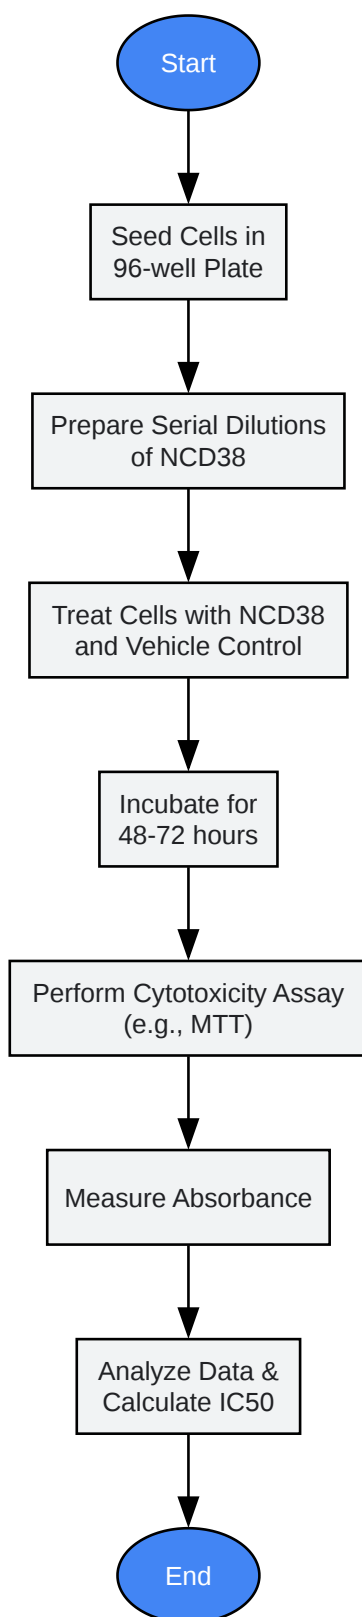 Start
Seed Cells in
96-well Plate
Prepare Serial Dilutions
of NCD38
Treat Cells with NCD38
and Vehicle Control
Incubate for
48-72 hours
Perform Cytotoxicity Assay
(e.g., MTT)
Measure Absorbance
Analyze Data &
Calculate IC50
End